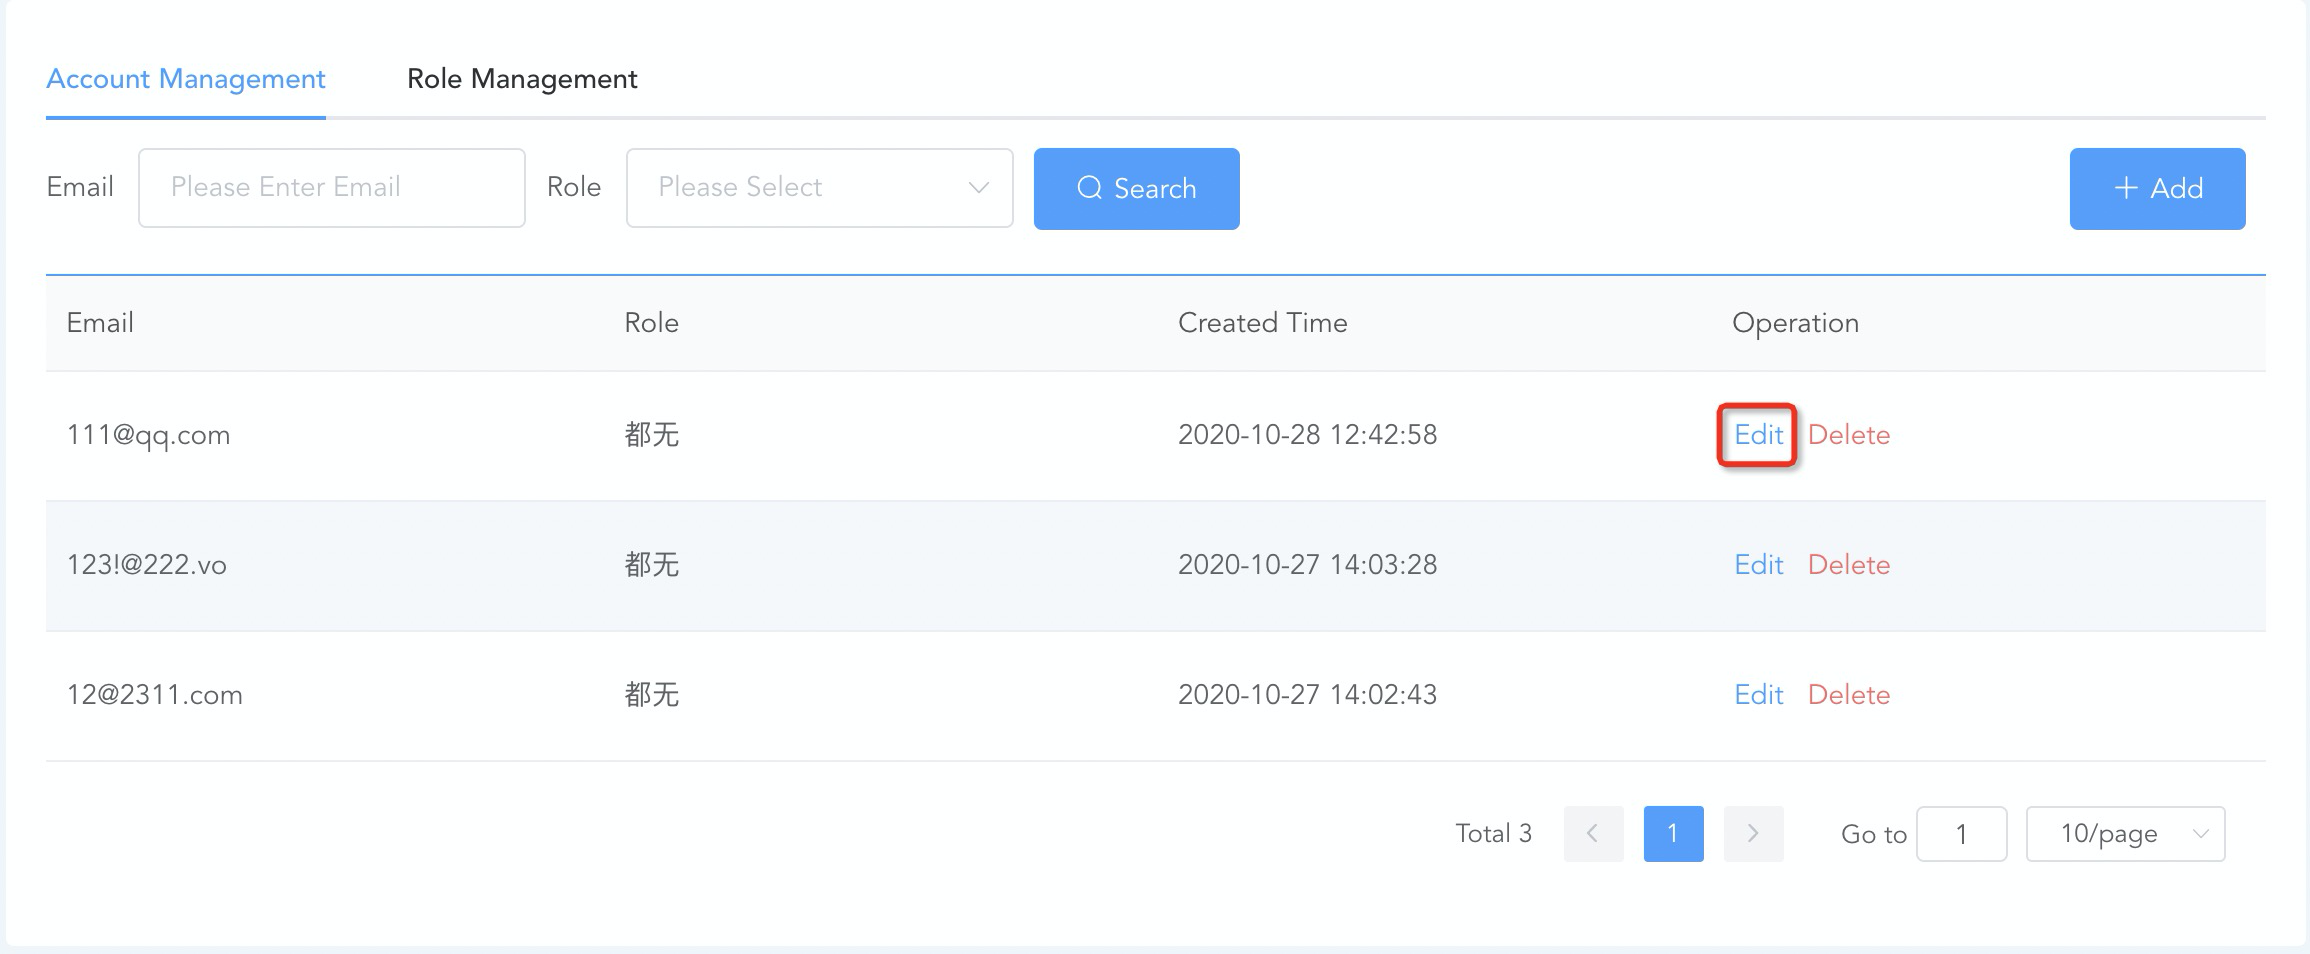 Account Management Role Management
Email Please Enter Email Role Please Select Search + Add
Email Role Created Time Operation
111@qq.com 都无 2020-10-28 12:42:58 Edit Delete
123!@222.vo 都无 2020-10-27 14:03:28 Edit Delete
12@2311.com 都无 2020-10-27 14:02:43 Edit Delete
Total 3 < 1 > Go to 1 10/page